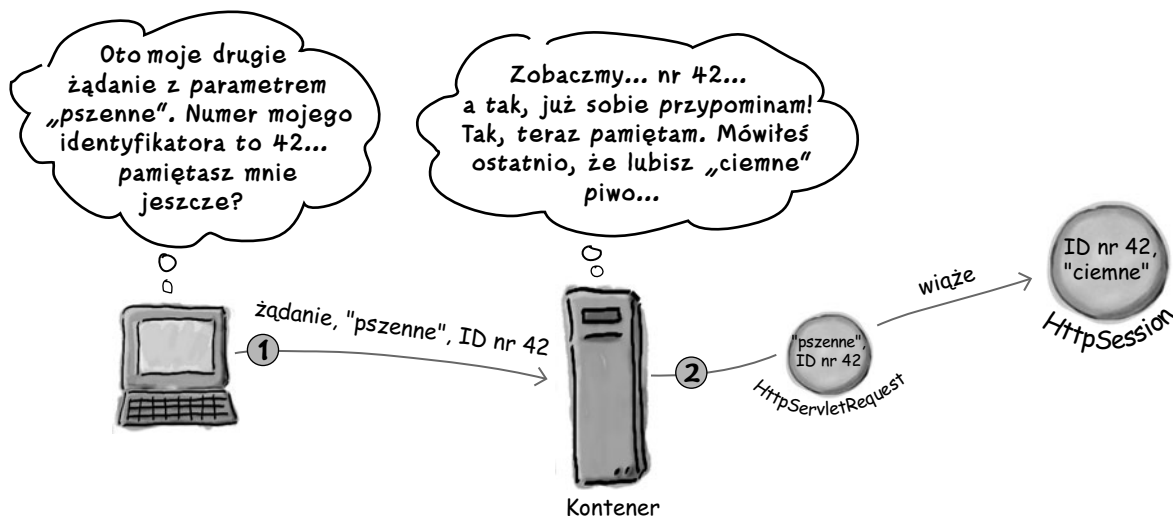 Oto moje drugie
żądanie z parametrem
„pszenne”. Numer mojego
identyfikatora to 42...
pamiętasz mnie
jeszcze?
Zobaczmy... nr 42...
a tak, już sobie przypominam!
Tak, teraz pamiętam. Mówiłeś
ostatnio, że lubisz „ciemne”
piwo...
żądanie, "pszenne", ID nr 42
1
2
"pszenne",
ID nr 42
HttpServletRequest
wiąże
ID nr 42,
"ciemne"
HttpSession
Kontener